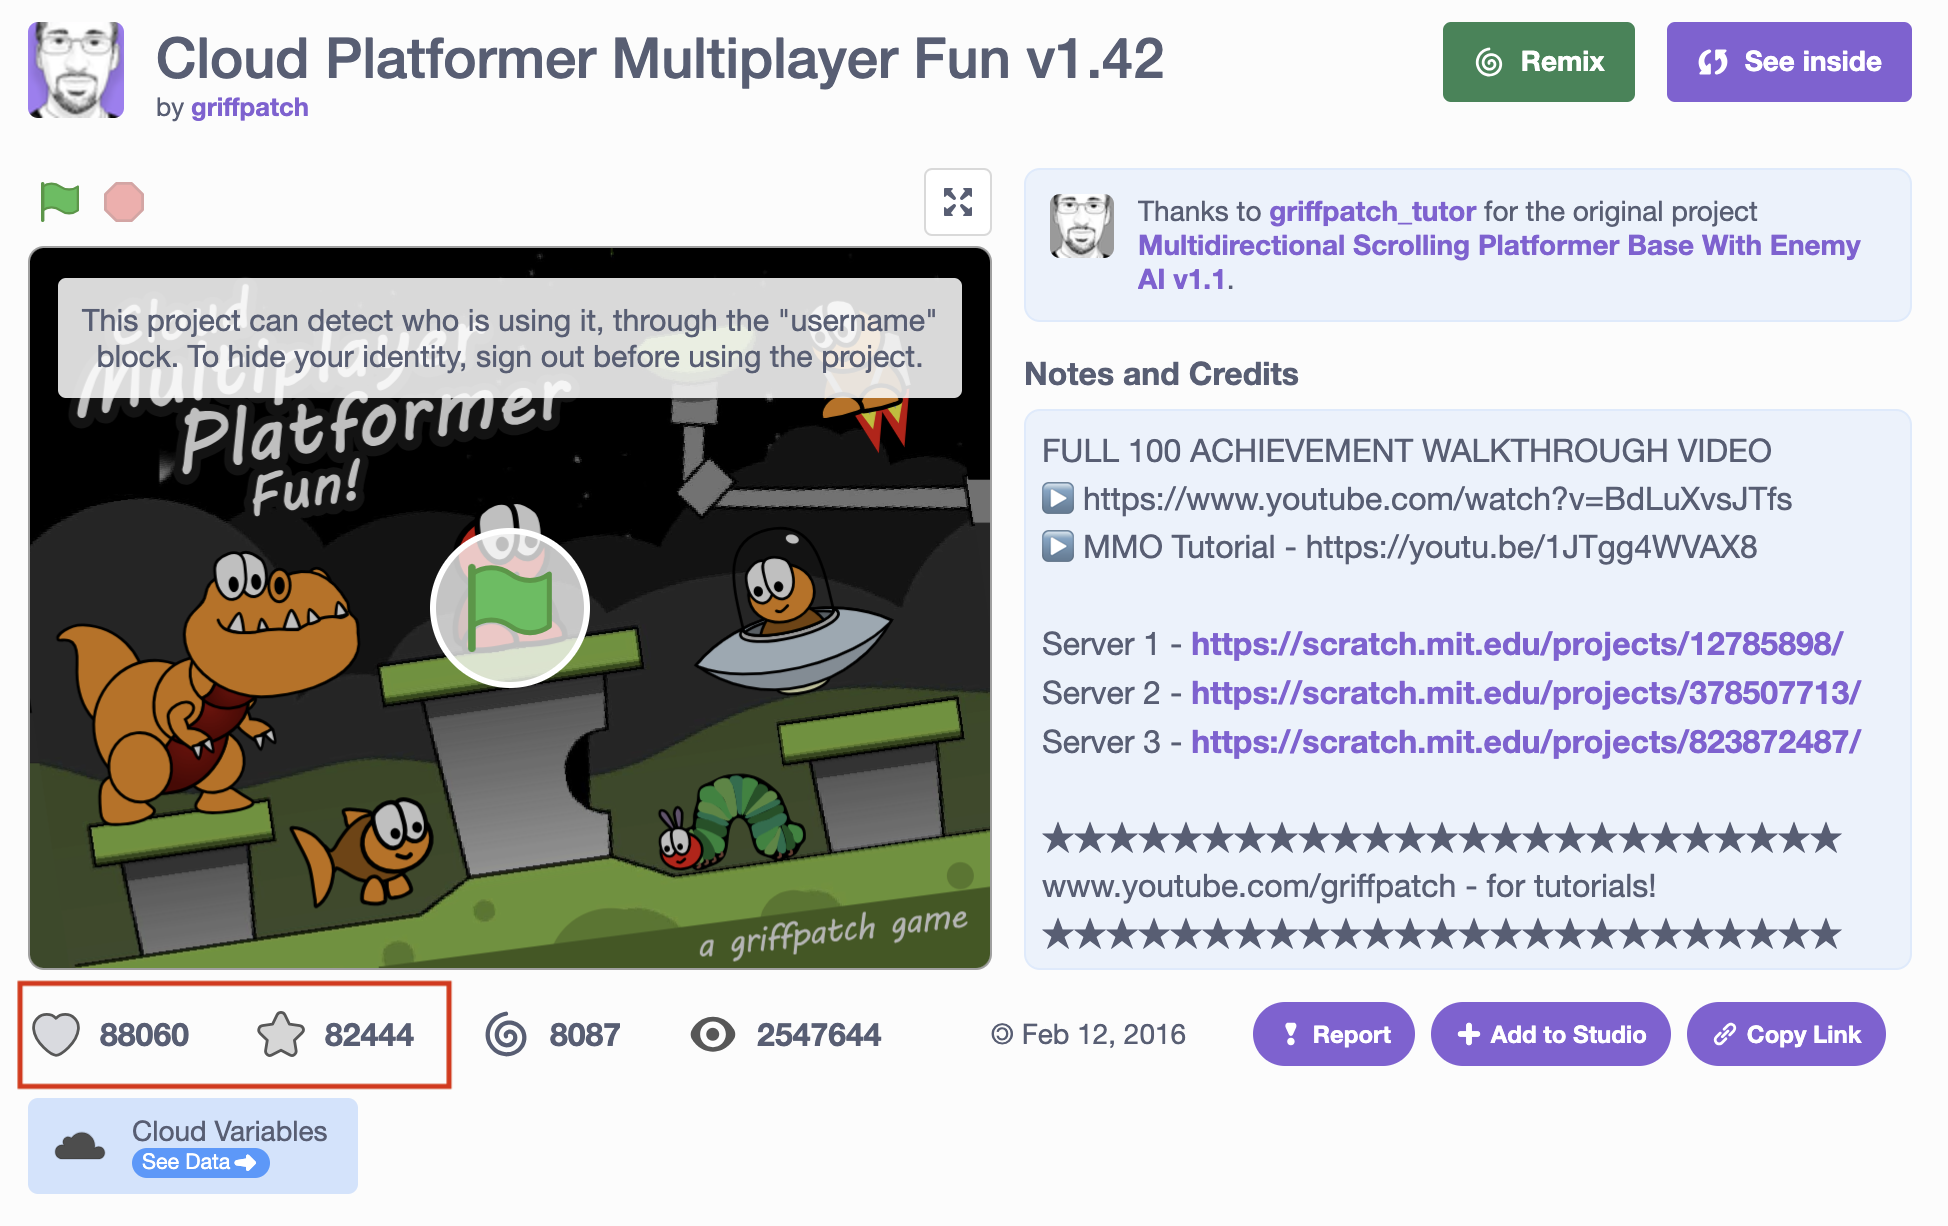 Cloud Platformer Multiplayer Fun v1.42
by griffpatch
Remix
See inside
This project can detect who is using it, through the "username"
block. To hide your identity, sign out before using the project.
Cloud
Multiplayer
Platformer
Fun!
a griffpatch game
Thanks to griffpatch_tutor for the original project
Multidirectional Scrolling Platformer Base With Enemy
AI v1.1.
Notes and Credits
FULL 100 ACHIEVEMENT WALKTHROUGH VIDEO
▶️ https://www.youtube.com/watch?v=BdLuXvsJTfs
▶️ MMO Tutorial - https://youtu.be/1JTgg4WVAX8
Server 1 - https://scratch.mit.edu/projects/12785898/
Server 2 - https://scratch.mit.edu/projects/378507713/
Server 3 - https://scratch.mit.edu/projects/823872487/
★★★★★★★★★★★★★★★★★★★★★★★★★
www.youtube.com/griffpatch - for tutorials!
★★★★★★★★★★★★★★★★★★★★★★★★★
88060
82444
8087
2547644
Feb 12, 2016
Report
Add to Studio
Copy Link
Cloud Variables
See Data